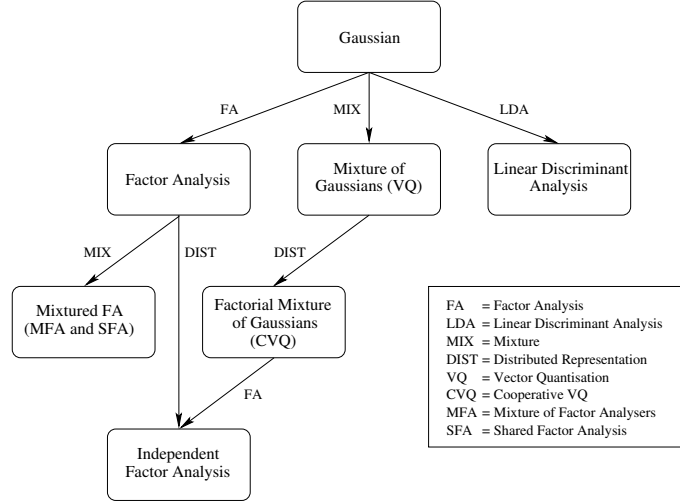 Gaussian
FA
MIX
LDA
Factor Analysis
Mixture of
Gaussians (VQ)
Linear Discriminant
Analysis
MIX
DIST
DIST
Mixtured FA
(MFA and SFA)
Factorial Mixture
of Gaussians
(CVQ)
FA
Independent
Factor Analysis
FA = Factor Analysis
LDA = Linear Discriminant Analysis
MIX = Mixture
DIST = Distributed Representation
VQ = Vector Quantisation
CVQ = Cooperative VQ
MFA = Mixture of Factor Analysers
SFA = Shared Factor Analysis